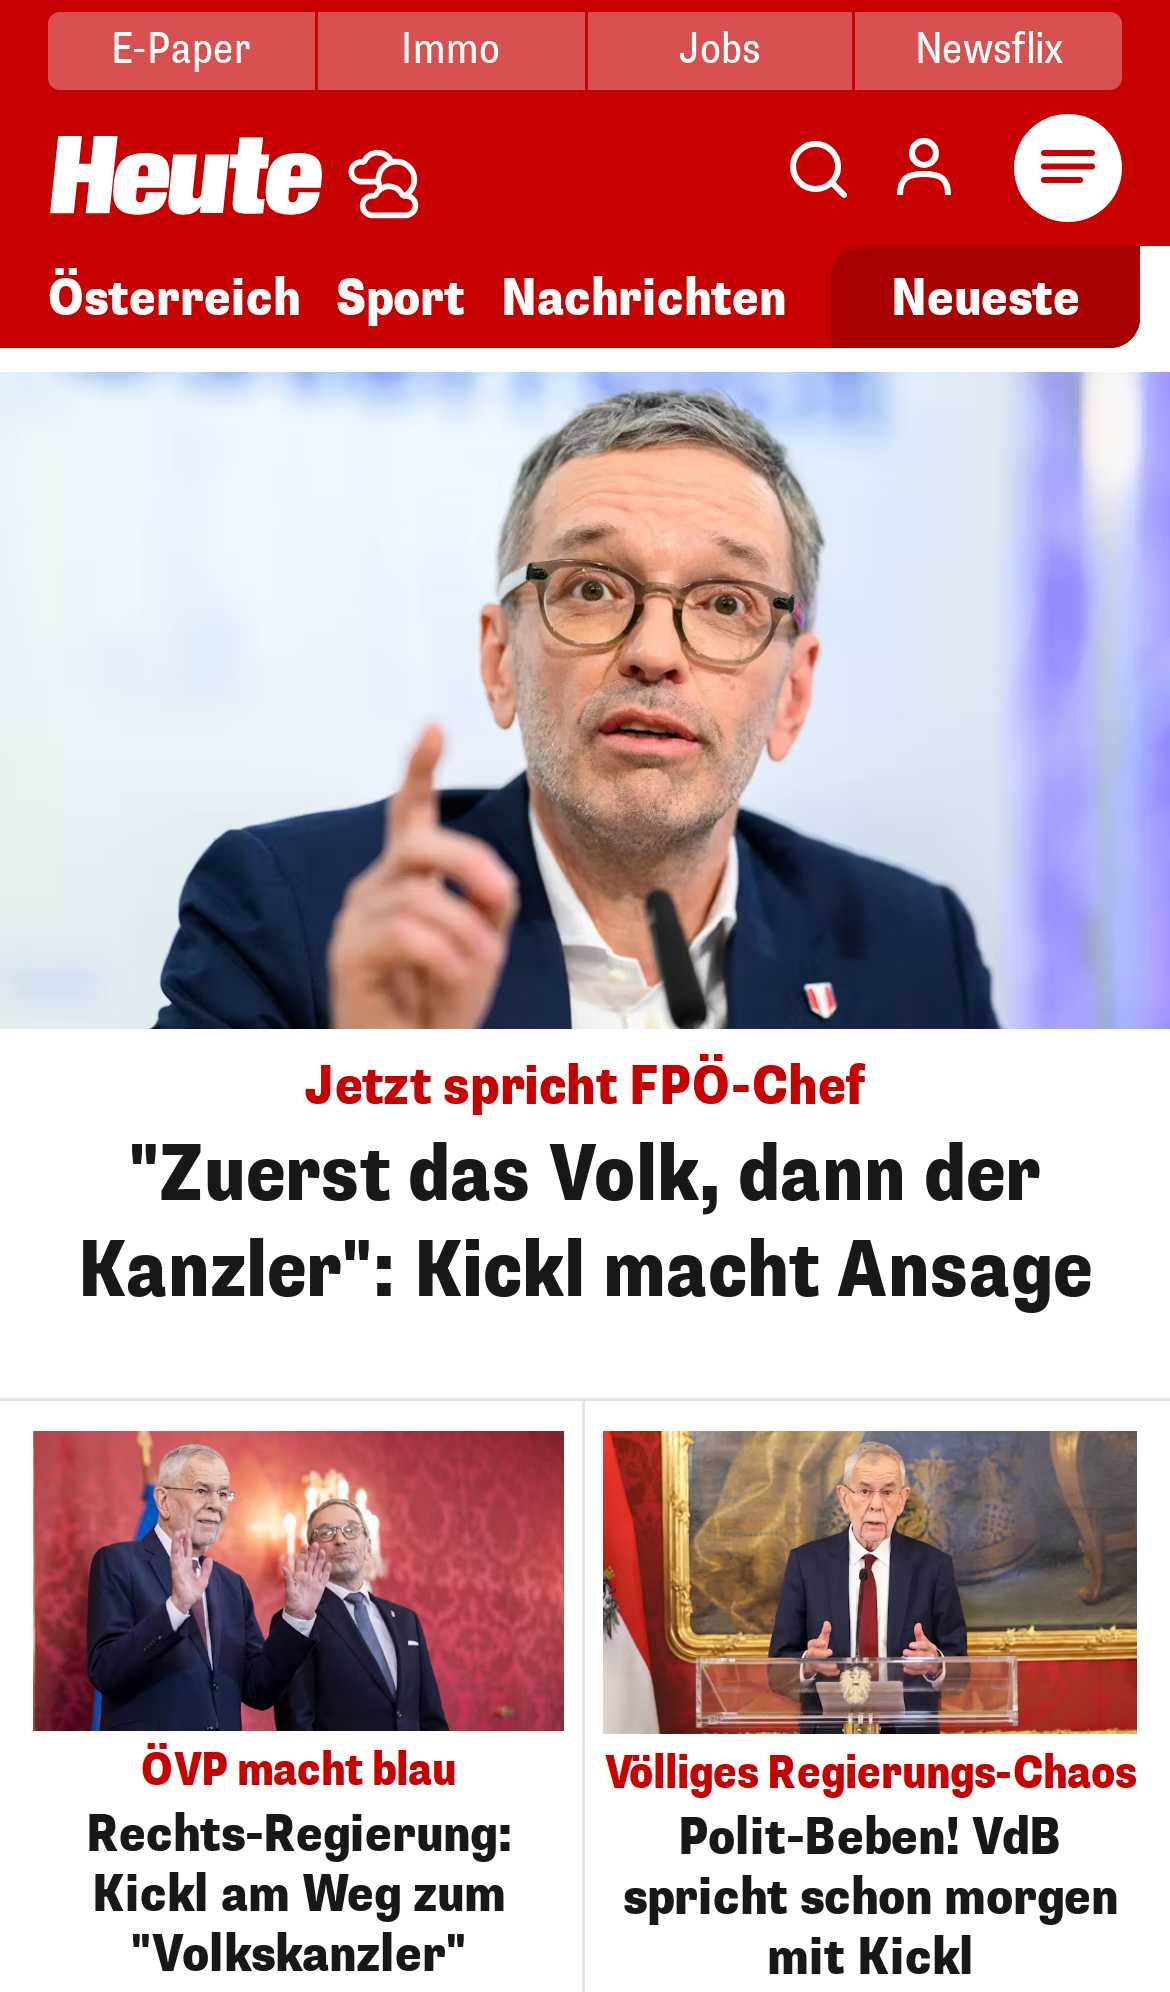 E-Paper
Immo
Jobs
Newsflix
Heute
Österreich
Sport
Nachrichten
Neueste
Jetzt spricht FPÖ-Chef
"Zuerst das Volk, dann der
Kanzler": Kickl macht Ansage
ÖVP macht blau
Rechts-Regierung:
Kickl am Weg zum
"Volkskanzler"
Völliges Regierungs-Chaos
Polit-Beben! VdB
spricht schon morgen
mit Kickl